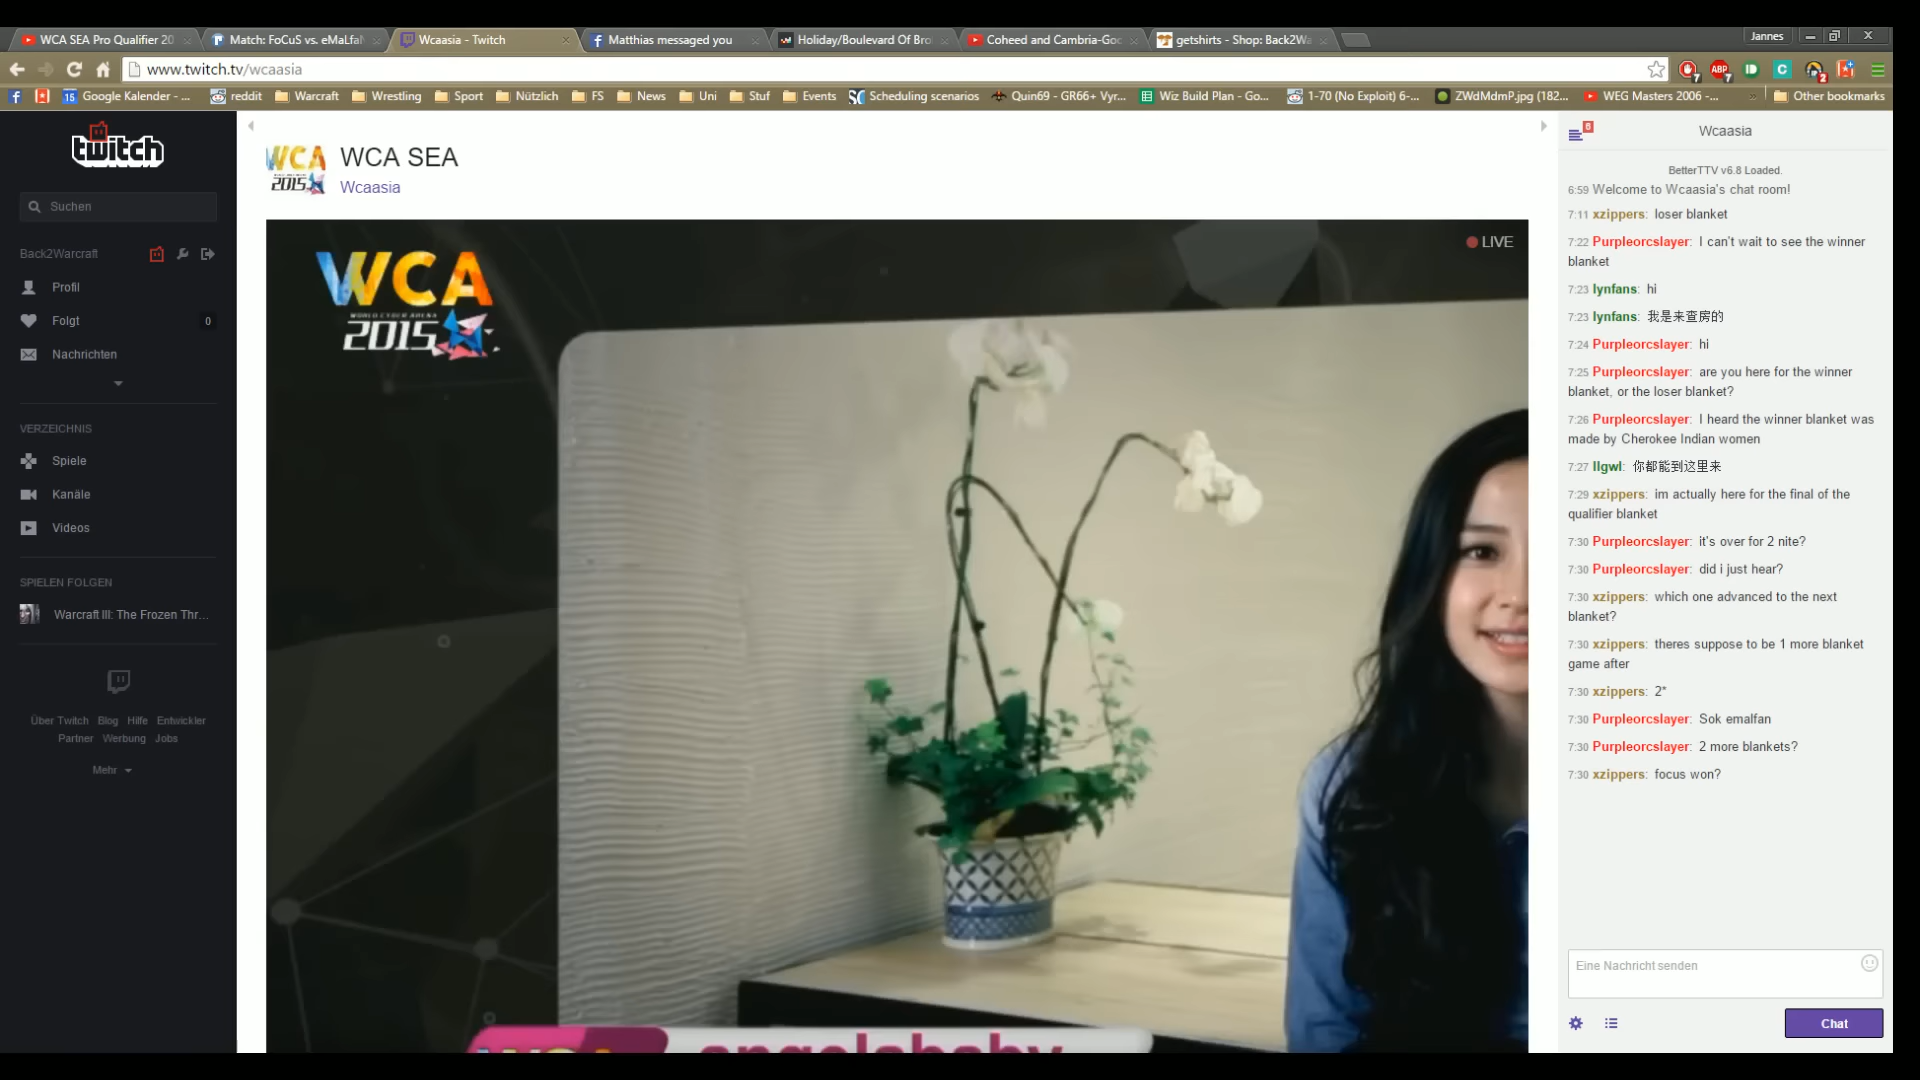 WCA SEA Pro Qualifier 20
Match: FoCuS vs. eMaLfaN
Wcaasia - Twitch
Matthias messaged you
Holiday/Boulevard Of Bro
Coheed and Cambria-Goo
getshirts - Shop: Back2Wa
Jannes
www.twitch.tv/wcaasia
7
ABP
7
C
2
15
Google Kalender - ...
reddit
Warcraft
Wrestling
Sport
Nützlich
FS
News
Uni
Stuf
Events
Scheduling scenarios
Quin69 - GR66+ Vyr...
Wiz Build Plan - Go...
1-70 (No Exploit) 6-...
ZWdMdmP.jpg (182...
WEG Masters 2006 -...
»
Other bookmarks
twitch
Suchen
Back2Warcraft
Profil
Folgt
0
Nachrichten
VERZEICHNIS
Spiele
Kanäle
Videos
SPIELEN FOLGEN
Warcraft III: The Frozen Thr...
Über Twitch Blog Hilfe Entwickler
Partner Werbung Jobs
Mehr
WCA
2015
WCA SEA
Wcaasia
WCA
WORLD CYBER ARENA
2015
LIVE
angelababy
6
Wcaasia
BetterTTV v6.8 Loaded.
6:59 Welcome to Wcaasia's chat room!
7:11 xzippers: loser blanket
7:22 Purpleorcslayer: I can't wait to see the winner
blanket
7:23 lynfans: hi
7:23 lynfans: 我是来查房的
7:24 Purpleorcslayer: hi
7:25 Purpleorcslayer: are you here for the winner
blanket, or the loser blanket?
7:26 Purpleorcslayer: I heard the winner blanket was
made by Cherokee Indian women
7:27 llgwl: 你都能到这里来
7:29 xzippers: im actually here for the final of the
qualifier blanket
7:30 Purpleorcslayer: it's over for 2 nite?
7:30 Purpleorcslayer: did i just hear?
7:30 xzippers: which one advanced to the next
blanket?
7:30 xzippers: theres suppose to be 1 more blanket
game after
7:30 xzippers: 2*
7:30 Purpleorcslayer: Sok emalfan
7:30 Purpleorcslayer: 2 more blankets?
7:30 xzippers: focus won?
Eine Nachricht senden
Chat